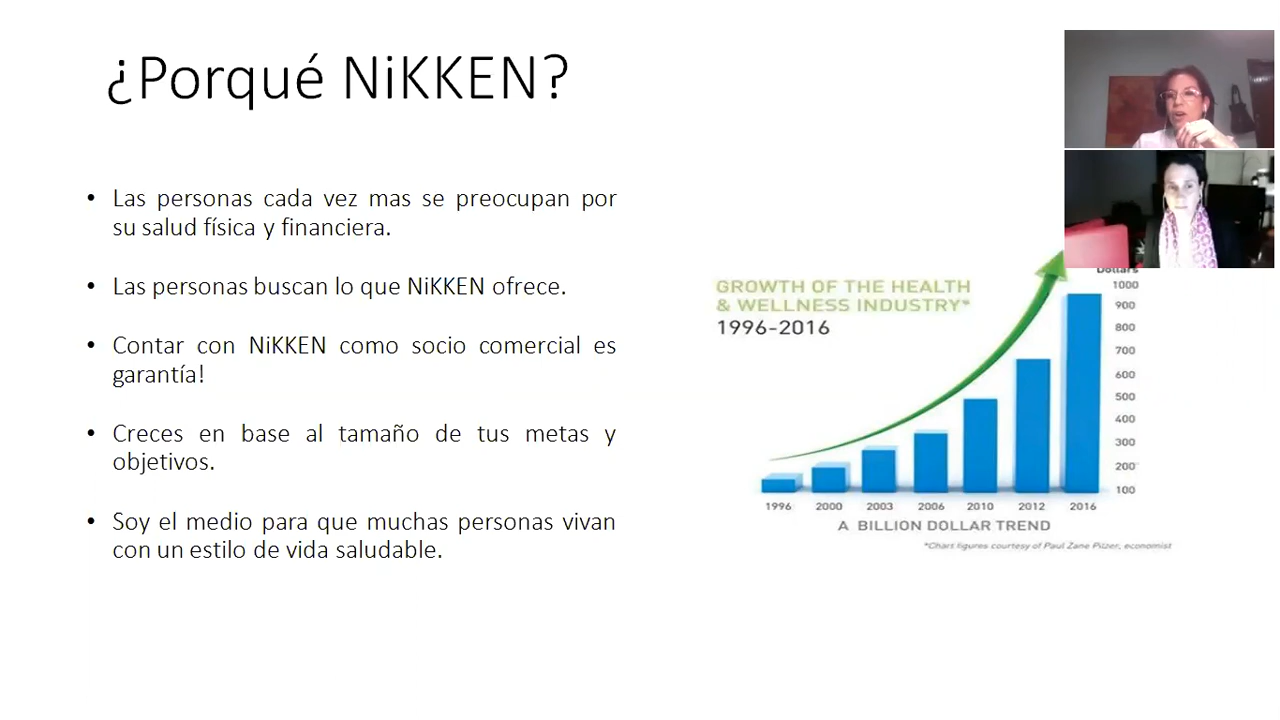 ¿Porqué NiKKEN?
• Las personas cada vez mas se preocupan por
su salud física y financiera.
• Las personas buscan lo que NiKKEN ofrece.
• Contar con NiKKEN como socio comercial es
garantía!
• Creces en base al tamaño de tus metas y
objetivos.
• Soy el medio para que muchas personas vivan
con un estilo de vida saludable.
GROWTH OF THE HEALTH
& WELLNESS INDUSTRY*
1996-2016
Dollars
1000
900
800
700
600
500
400
300
200
100
1996 2000 2003 2006 2010 2012 2016
A BILLION DOLLAR TREND
*Chart figures courtesy of Paul Zane Pilzer, economist